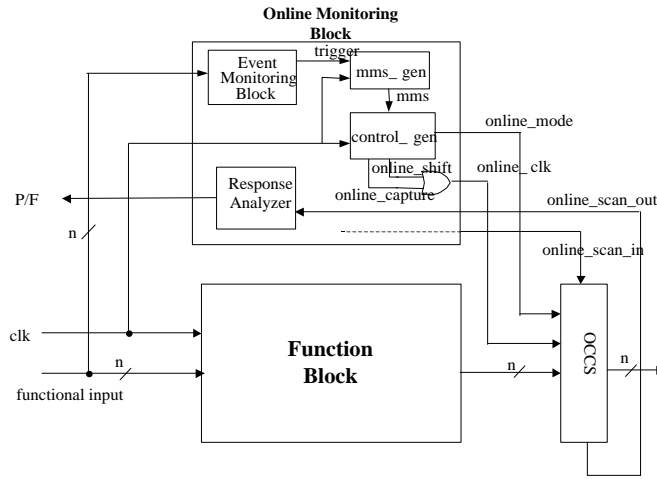 Online Monitoring
Block
Event
Monitoring
Block
trigger
mms_ gen
mms
control_ gen
online_mode
online_shift
online_ clk
online_capture
Response
Analyzer
P/F
online_scan_out
n
online_scan_in
clk
Function
Block
OCCS
n
n
n
functional input